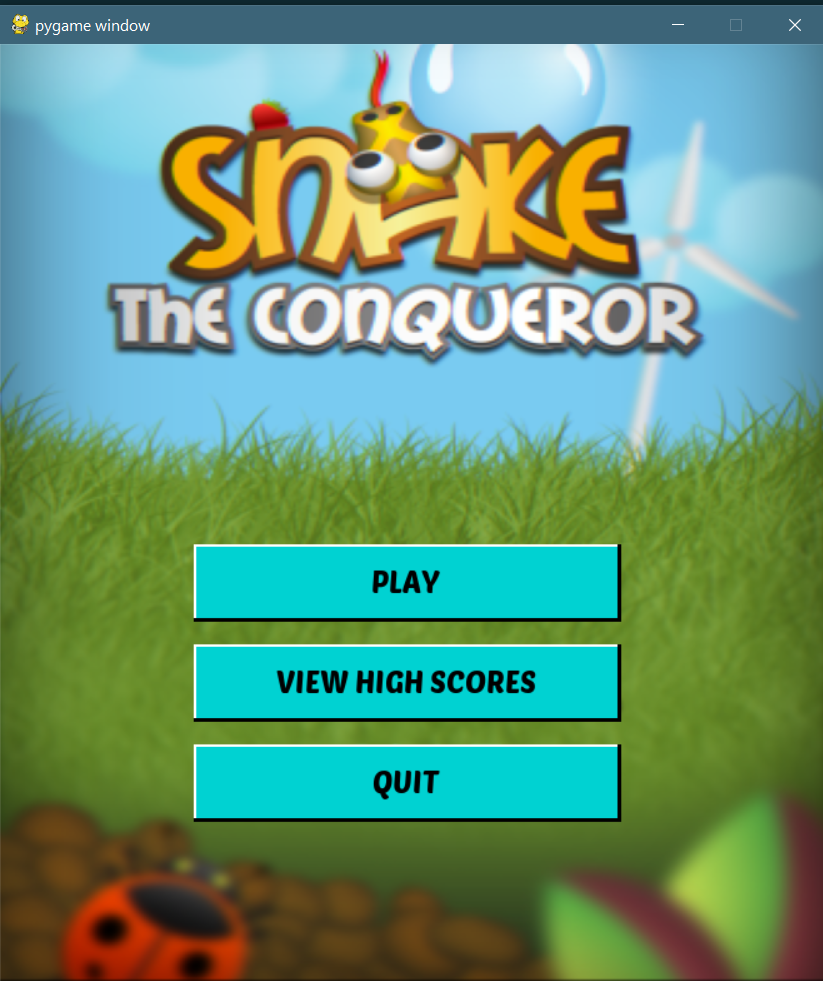 pygame window
SNAKE
The CONQUEROR
PLAY
VIEW HIGH SCORES
QUIT